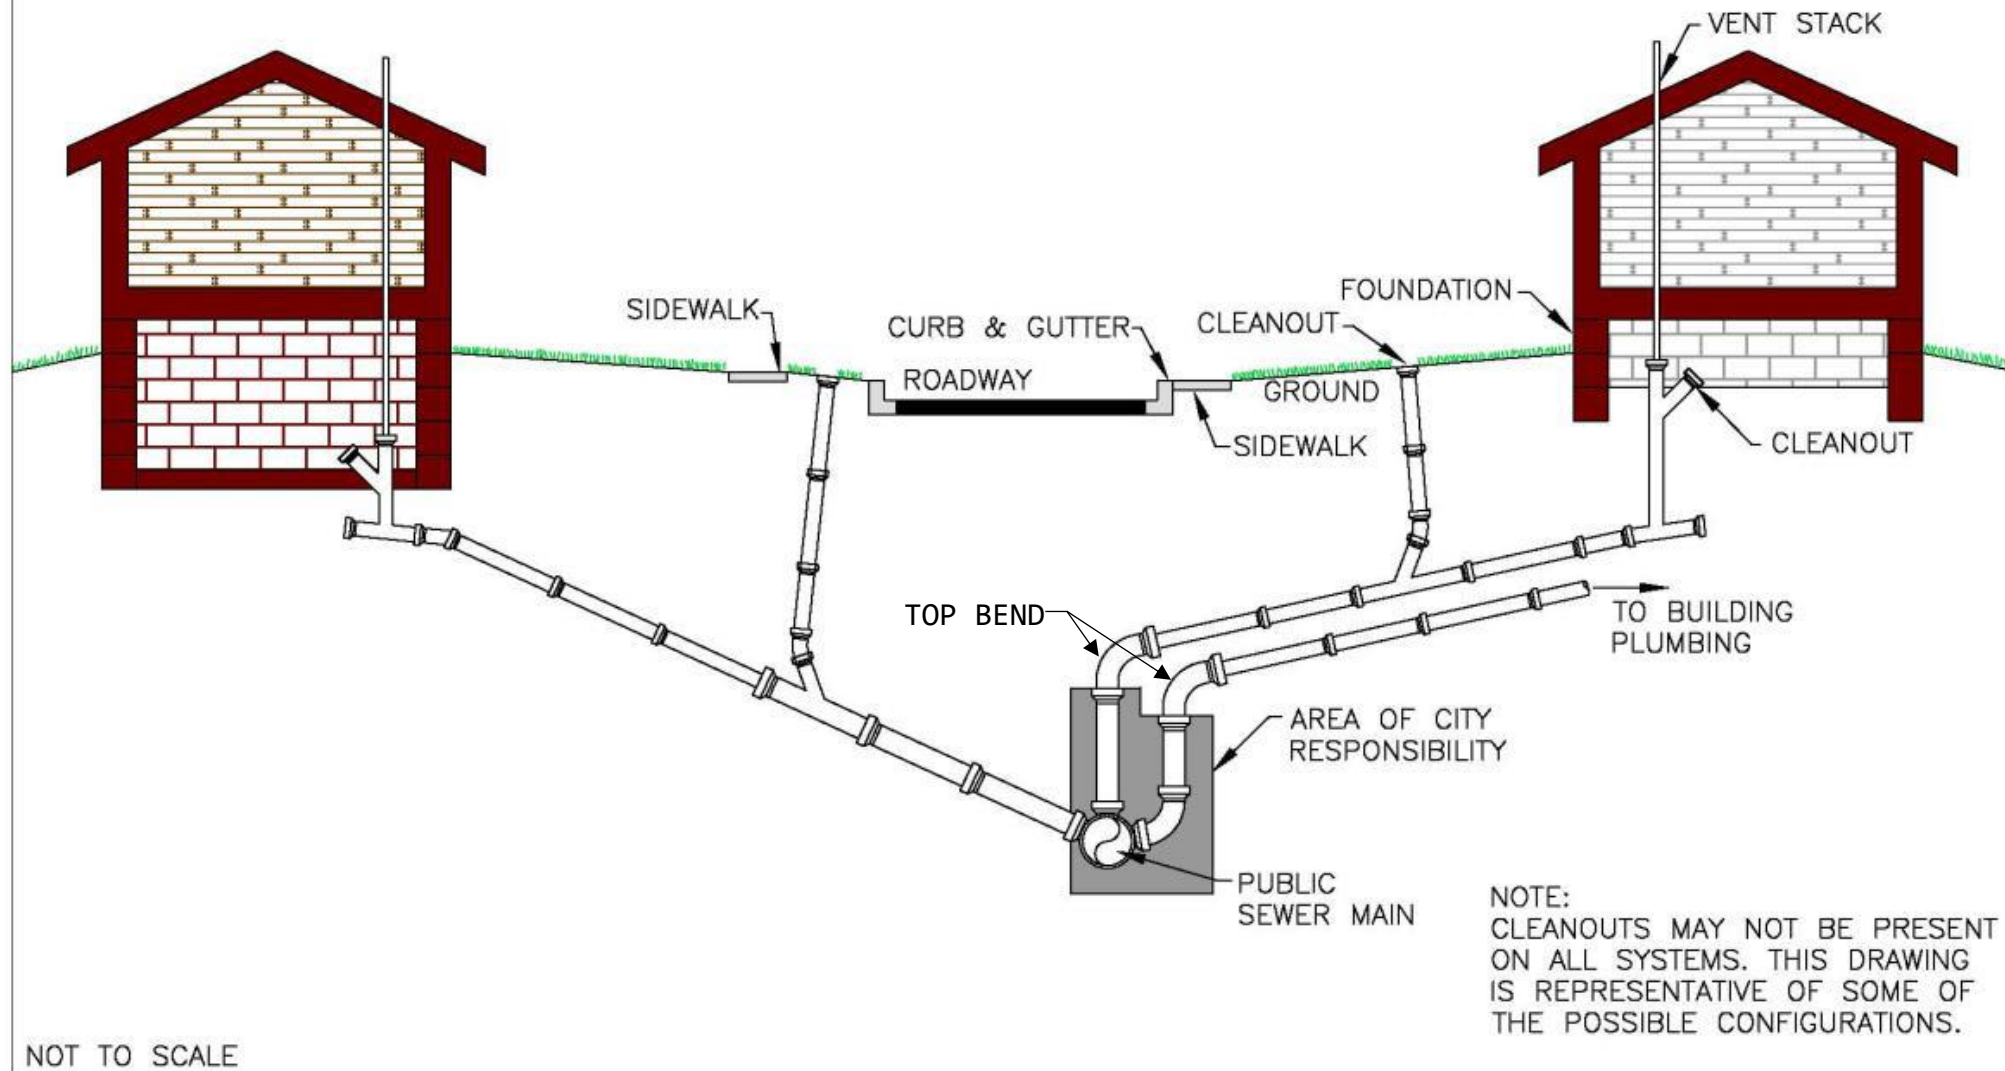 VENT STACK
FOUNDATION
SIDEWALK
CURB & GUTTER
CLEANOUT
ROADWAY
GROUND
SIDEWALK
CLEANOUT
TOP BEND
TO BUILDING
PLUMBING
AREA OF CITY
RESPONSIBILITY
PUBLIC
SEWER MAIN
NOTE:
CLEANOUTS MAY NOT BE PRESENT
ON ALL SYSTEMS. THIS DRAWING
IS REPRESENTATIVE OF SOME OF
THE POSSIBLE CONFIGURATIONS.
NOT TO SCALE